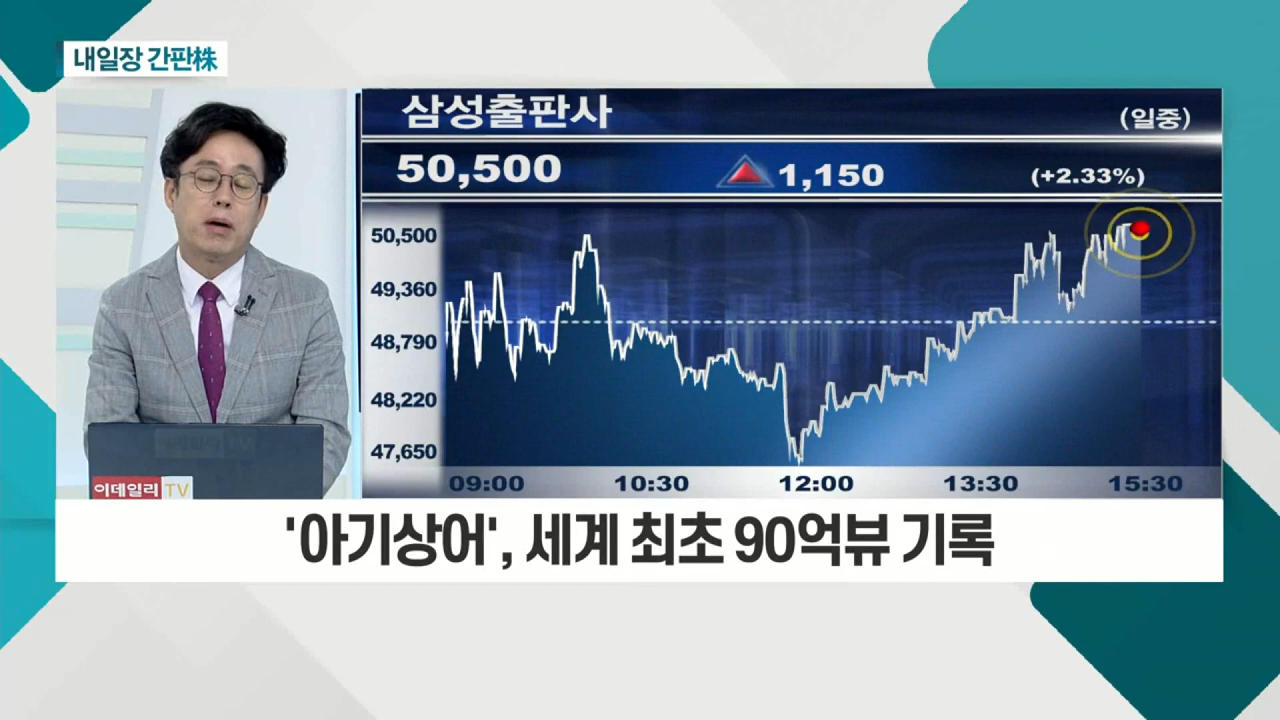 내일장 간판株
삼성출판사
(일중)
50,500
1,150
(+2.33%)
50,500
49,360
48,790
48,220
47,650
09:00
10:30
12:00
13:30
15:30
이데일리TV
'아기상어', 세계 최초 90억뷰 기록